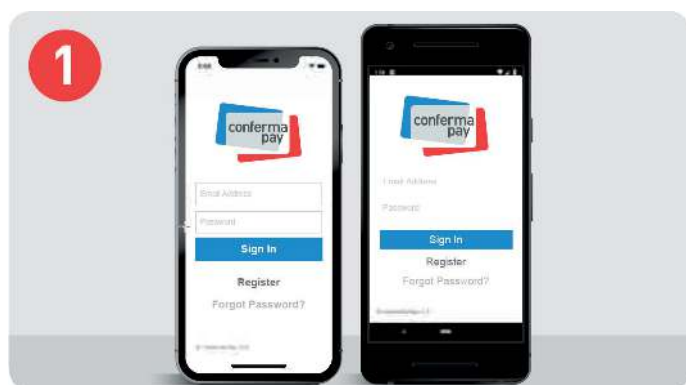 1
conferma
pay
Email Address
Password
Sign In
Register
Forgot Password?
conferma
pay
Email Address
Password
Sign In
Register
Forgot Password?